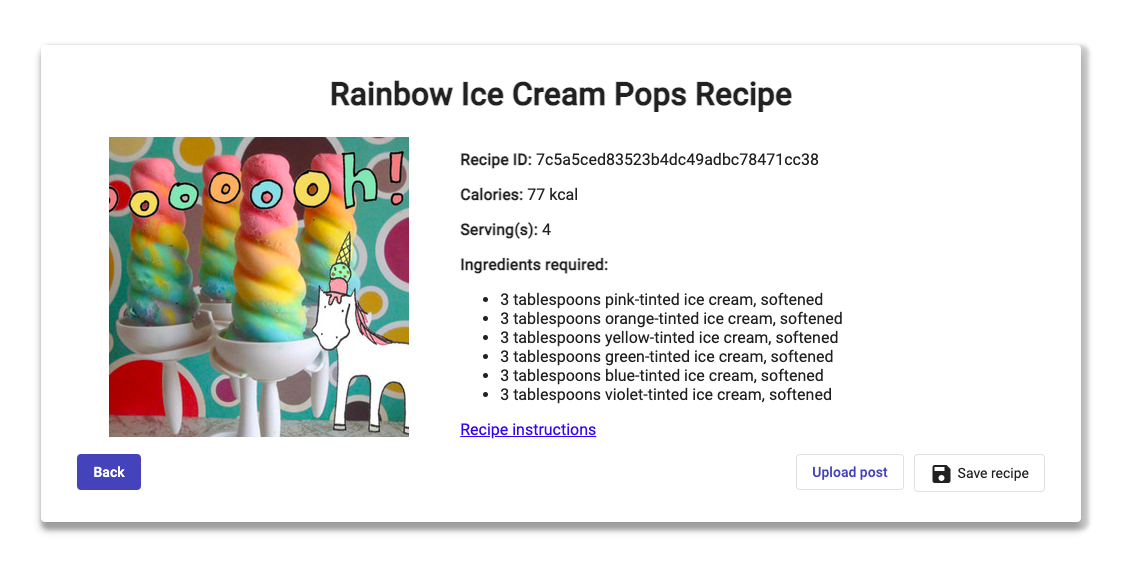 Rainbow Ice Cream Pops Recipe
ooooooh!
Recipe ID: 7c5a5ced83523b4dc49adbc78471cc38
Calories: 77 kcal
Serving(s): 4
Ingredients required:
• 3 tablespoons pink-tinted ice cream, softened
• 3 tablespoons orange-tinted ice cream, softened
• 3 tablespoons yellow-tinted ice cream, softened
• 3 tablespoons green-tinted ice cream, softened
• 3 tablespoons blue-tinted ice cream, softened
• 3 tablespoons violet-tinted ice cream, softened
Recipe instructions
Back
Upload post
Save recipe